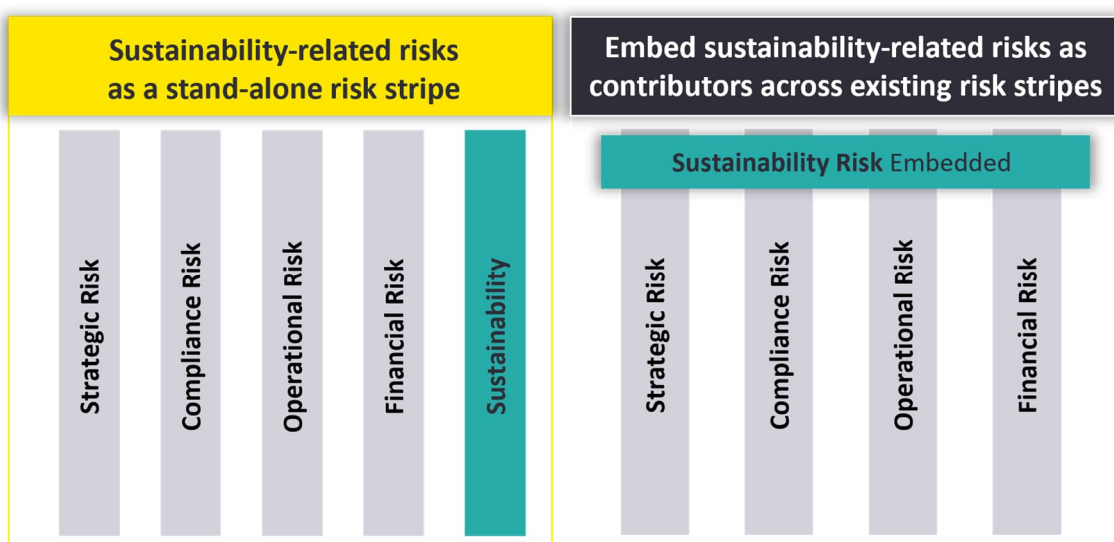 Sustainability-related risks
as a stand-alone risk stripe
Strategic Risk
Compliance Risk
Operational Risk
Financial Risk
Sustainability
Embed sustainability-related risks as
contributors across existing risk stripes
Sustainability Risk Embedded
Strategic Risk
Compliance Risk
Operational Risk
Financial Risk